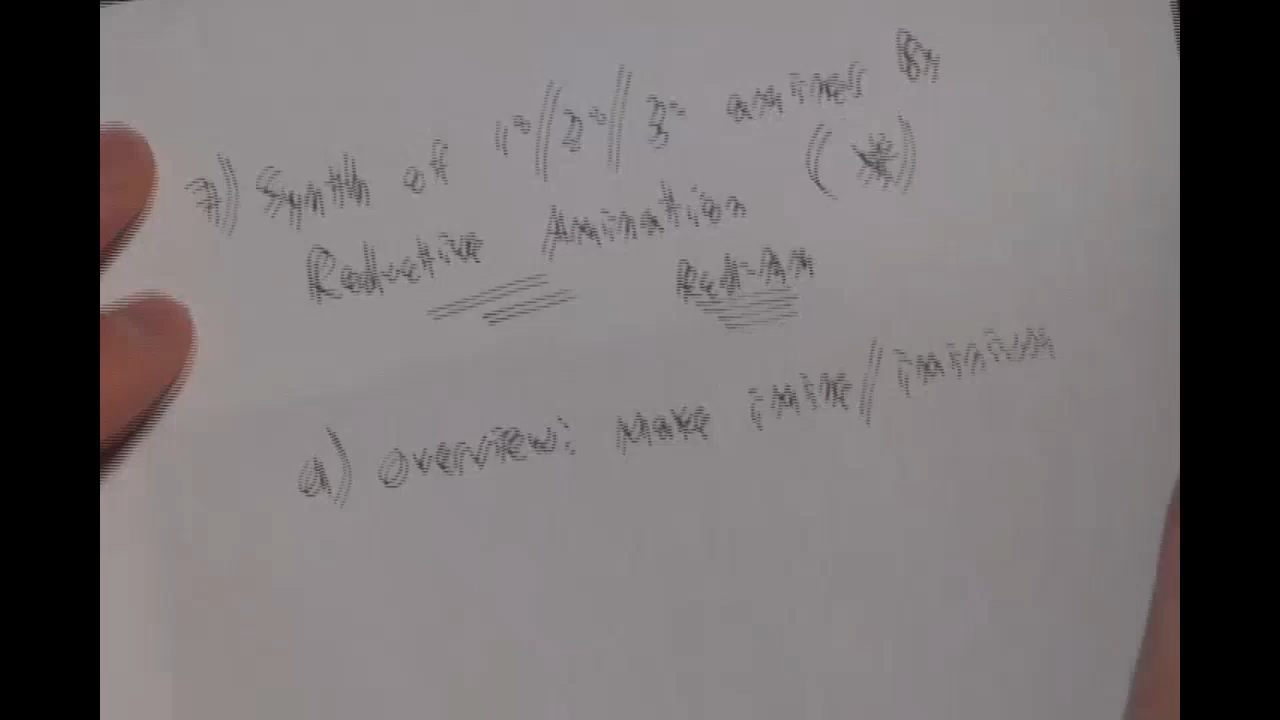 7) Synth of 1°/2°/3° amines By
Reductive Amination (*)
Red-Am
a) overview: Make imine/iminium